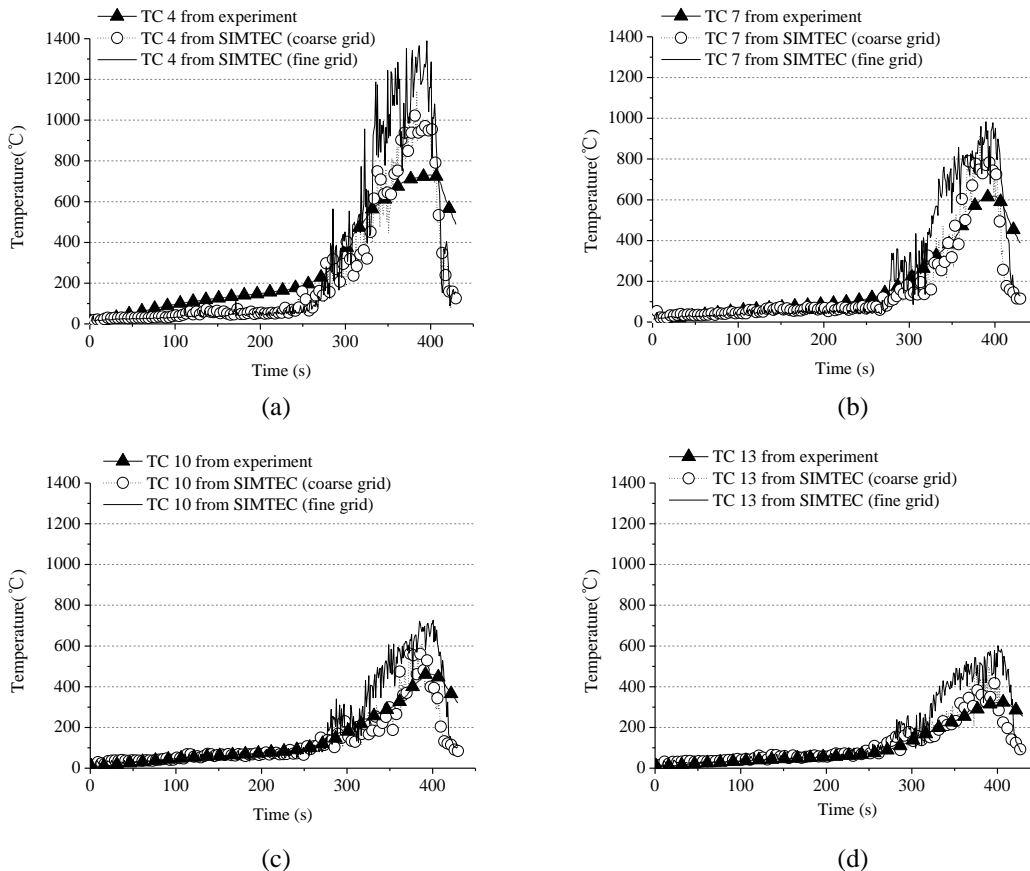 TC 4 from experiment
TC 4 from SIMTEC (coarse grid)
TC 4 from SIMTEC (fine grid)
1400
1200
1000
800
600
400
200
0
Temperature(℃)
0 100 200 300 400
Time (s)
(a)
TC 7 from experiment
TC 7 from SIMTEC (coarse grid)
TC 7 from SIMTEC (fine grid)
1400
1200
1000
800
600
400
200
0
Temperature(℃)
0 100 200 300 400
Time (s)
(b)
TC 10 from experiment
TC 10 from SIMTEC (coarse grid)
TC 10 from SIMTEC (fine grid)
1400
1200
1000
800
600
400
200
0
Temperature(℃)
0 100 200 300 400
Time (s)
(c)
TC 13 from experiment
TC 13 from SIMTEC (coarse grid)
TC 13 from SIMTEC (fine grid)
1400
1200
1000
800
600
400
200
0
Temperature(℃)
0 100 200 300 400
Time (s)
(d)